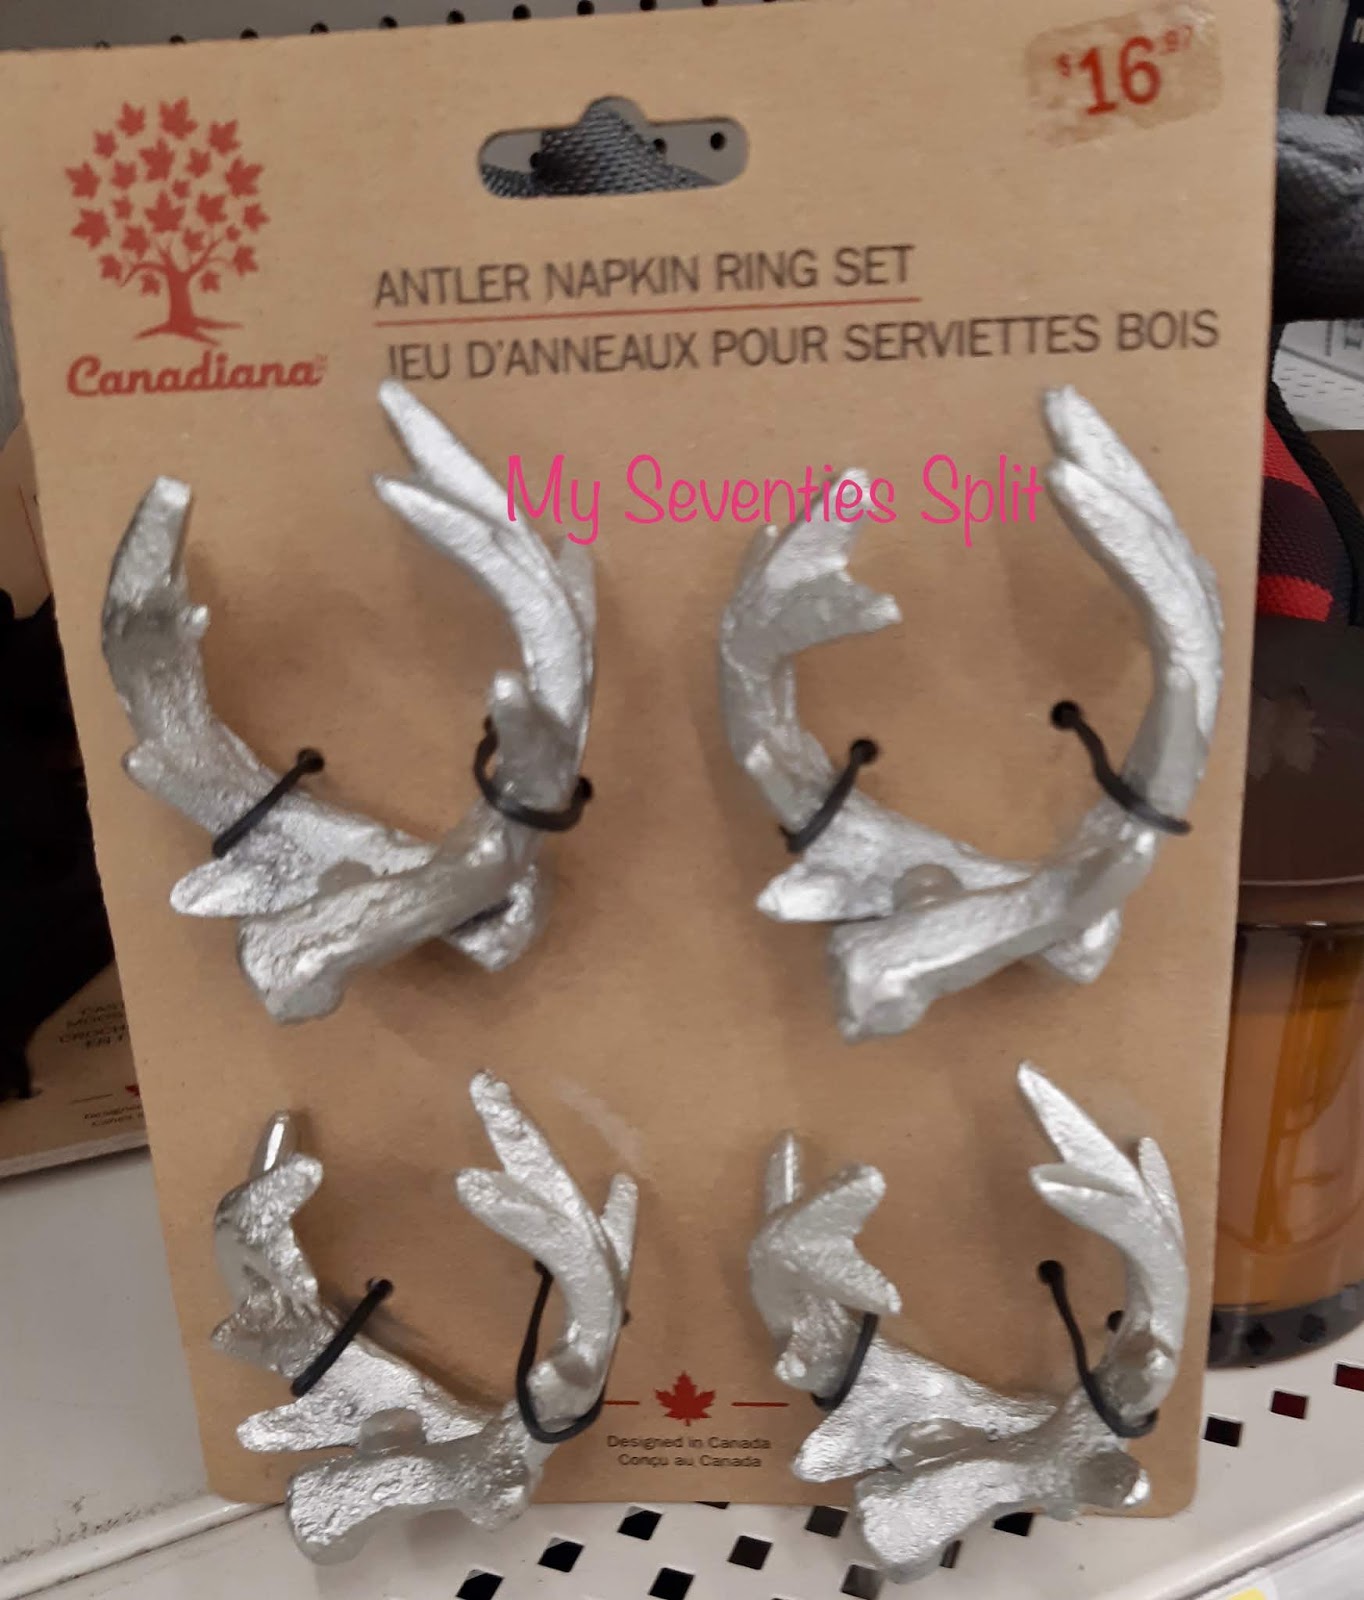 $16.97
Canadiana
ANTLER NAPKIN RING SET
JEU D'ANNEAUX POUR SERVIETTES BOIS
My Seventies Split
Designed in Canada
Conçu au Canada